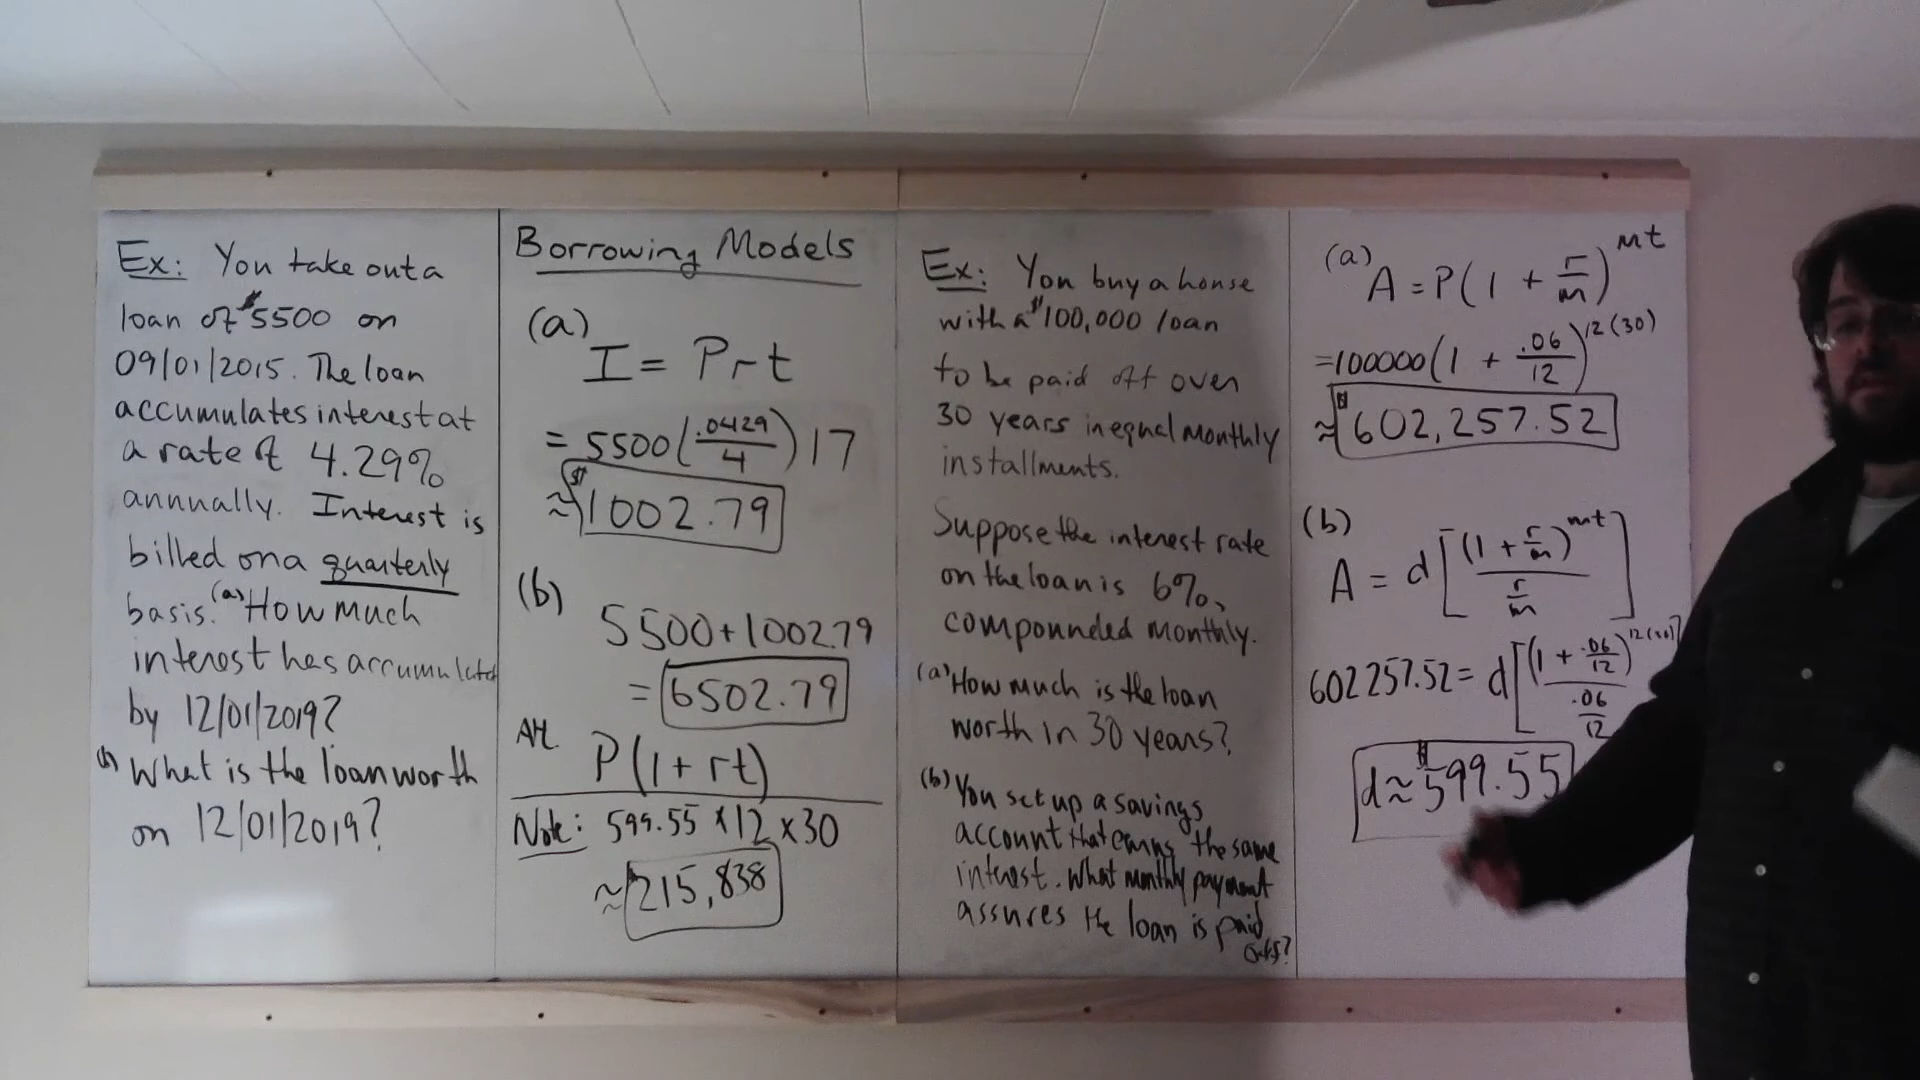 Ex: You take out a
loan of $5500 on
09/01/2015. The loan
accumulates interest at
a rate of 4.29%
annually. Interest is
billed on a quarterly
basis. (a) How much
interest has accumulated
by 12/01/2019?
(b) What is the loan worth
on 12/01/2019?
Borrowing Models
(a)
I = Prt
= 5500(.0429/4)17
≈ $1002.79
(b)
5500+1002.79
= 6502.79
Alt. P(1+rt)
Note: 599.55 × 12 × 30
≈ $215,838
Ex: You buy a house
with a $100,000 loan
to be paid off over
30 years in equal monthly
installments.
Suppose the interest rate
on the loan is 6%,
compounded monthly.
(a) How much is the loan
worth in 30 years?
(b) You set up a savings
account that earns the same
interest. What monthly payment
assures the loan is paid
off?
(a) A = P(1 + r/m)^mt
=100000(1 + .06/12)^12(30)
≈ $602,257.52
(b)
A = d[(1 + r/m)^mt / r/m]
602257.52 = d[(1 + .06/12)^12(30) / .06/12
d ≈ $599.55